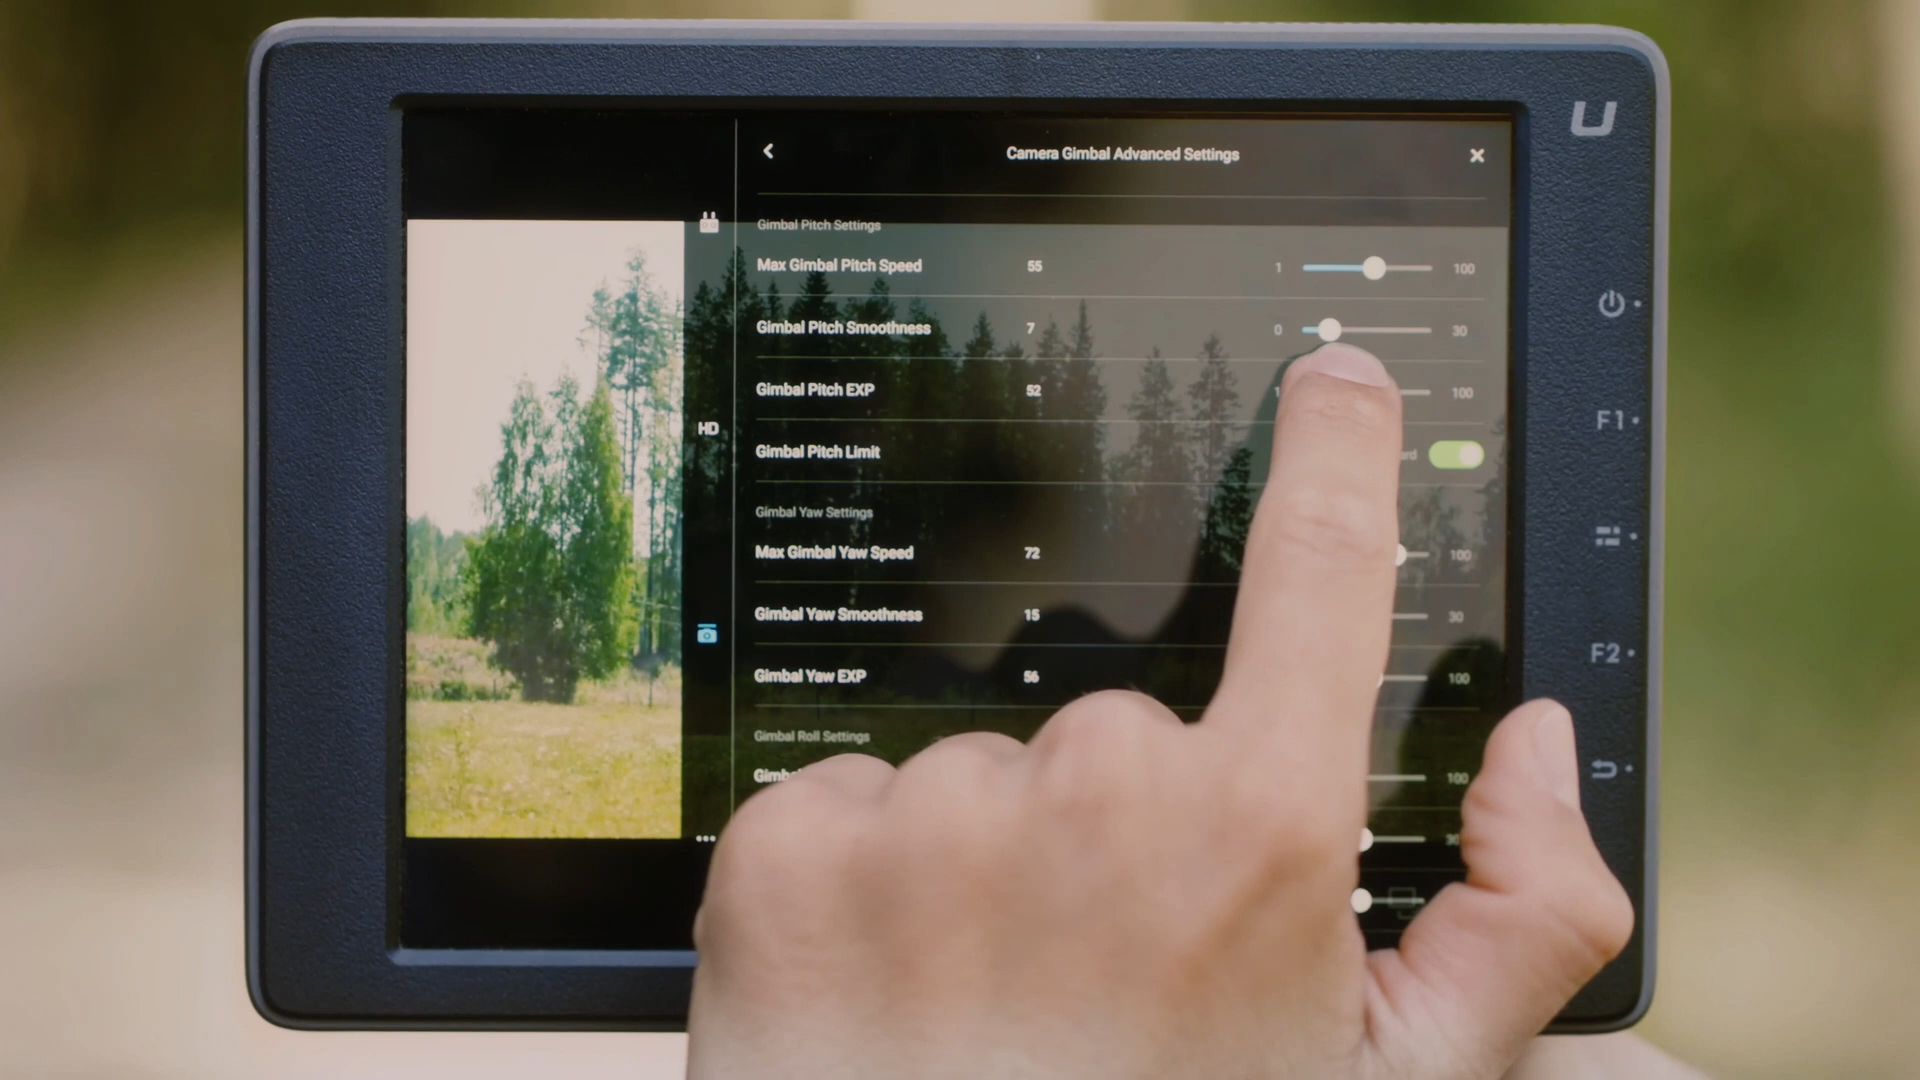 U
Camera Gimbal Advanced Settings
Gimbal Pitch Settings
Max Gimbal Pitch Speed 55 1 100
Gimbal Pitch Smoothness 7 0 30
F1
Gimbal Pitch EXP 52 1 100
HD
Gimbal Pitch Limit
Gimbal Yaw Settings
Max Gimbal Yaw Speed 72 100
Gimbal Yaw Smoothness 15 30
F2
Gimbal Yaw EXP 56 100
Gimbal Roll Settings
100
30